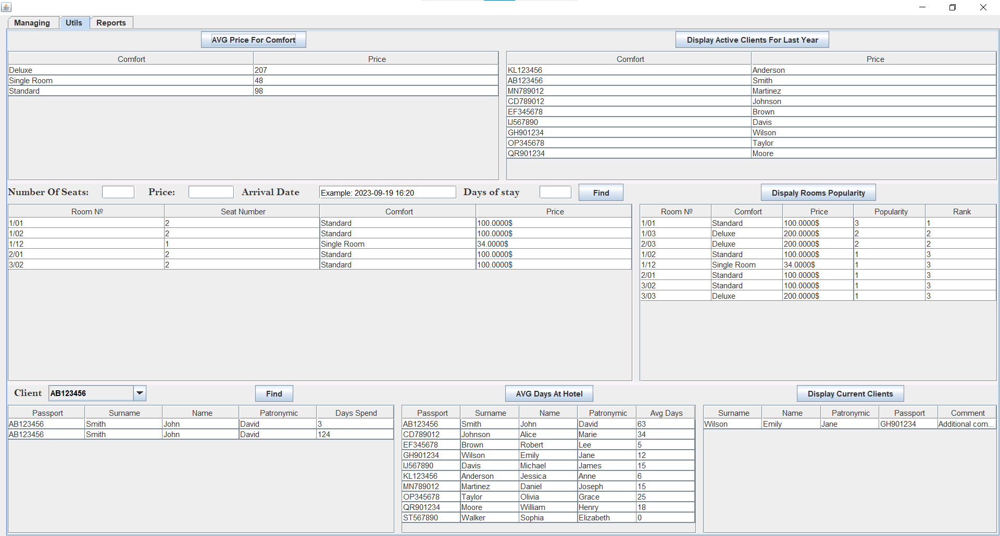 Managing Utils Reports
AVG Price For Comfort
Comfort Price
Deluxe 207
Single Room 48
Standard 98
Display Active Clients For Last Year
Comfort Price
KL123456 Anderson
AB123456 Smith
MN789012 Martinez
CD789012 Johnson
EF345678 Brown
IJ567890 Davis
GH901234 Wilson
OP345678 Taylor
QR901234 Moore
Number Of Seats: Price: Arrival Date Example: 2023-09-19 16:20 Days of stay Find
Room Nº Seat Number Comfort Price
1/01 2 Standard 100.0000$
1/02 2 Standard 100.0000$
1/12 1 Single Room 34.0000$
2/01 2 Standard 100.0000$
3/02 2 Standard 100.0000$
Dispaly Rooms Popularity
Room Nº Comfort Price Popularity Rank
1/01 Standard 100.0000$ 3 1
1/03 Deluxe 200.0000$ 2 2
2/03 Deluxe 200.0000$ 2 2
1/02 Standard 100.0000$ 1 3
1/12 Single Room 34.0000$ 1 3
2/01 Standard 100.0000$ 1 3
3/02 Standard 100.0000$ 1 3
3/03 Deluxe 200.0000$ 1 3
Client AB123456 Find
Passport Surname Name Patronymic Days Spend
AB123456 Smith John David 3
AB123456 Smith John David 124
AVG Days At Hotel
Passport Surname Name Patronymic Avg Days
AB123456 Smith John David 63
CD789012 Johnson Alice Marie 34
EF345678 Brown Robert Lee 5
GH901234 Wilson Emily Jane 12
IJ567890 Davis Michael James 15
KL123456 Anderson Jessica Anne 6
MN789012 Martinez Daniel Joseph 15
OP345678 Taylor Olivia Grace 25
QR901234 Moore William Henry 18
ST567890 Walker Sophia Elizabeth 0
Display Current Clients
Surname Name Patronymic Passport Comment
Wilson Emily Jane GH901234 Additional com...